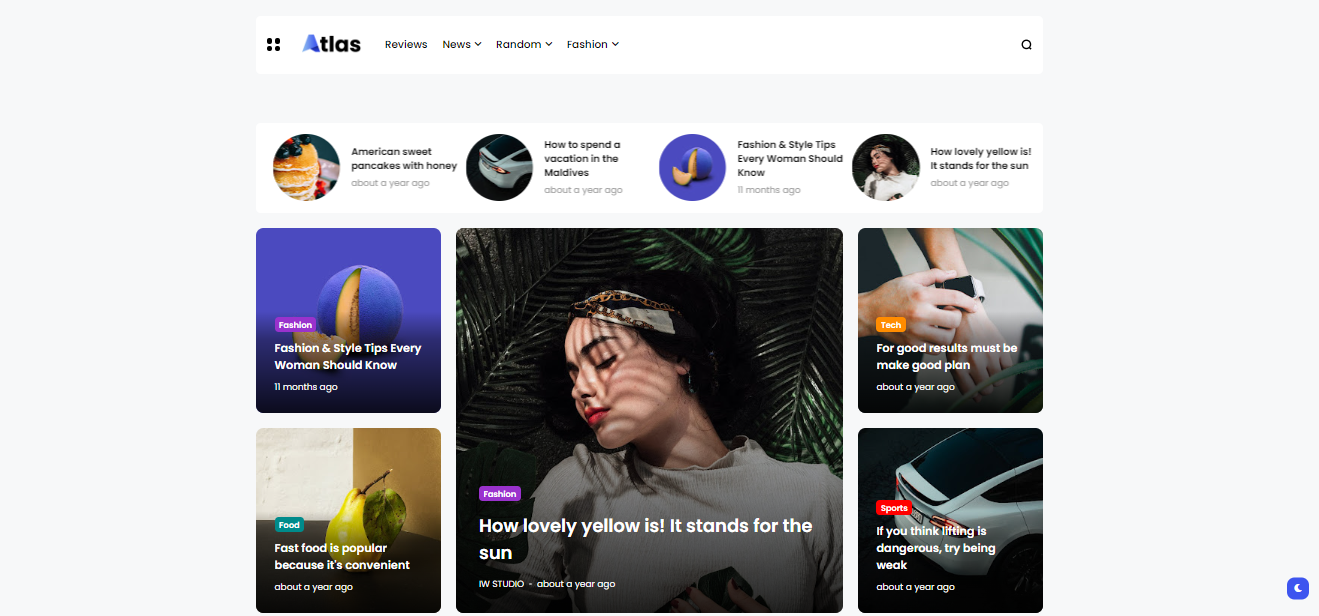 Atlas
Reviews
News
Random
Fashion
American sweet
pancakes with honey
about a year ago
How to spend a
vacation in the
Maldives
about a year ago
Fashion & Style Tips
Every Woman Should
Know
11 months ago
How lovely yellow is!
It stands for the sun
about a year ago
Fashion
Fashion & Style Tips Every
Woman Should Know
11 months ago
Food
Fast food is popular
because it's convenient
about a year ago
Fashion
How lovely yellow is! It stands for the
sun
IW STUDIO - about a year ago
Tech
For good results must be
make good plan
about a year ago
Sports
If you think lifting is
dangerous, try being
weak
about a year ago